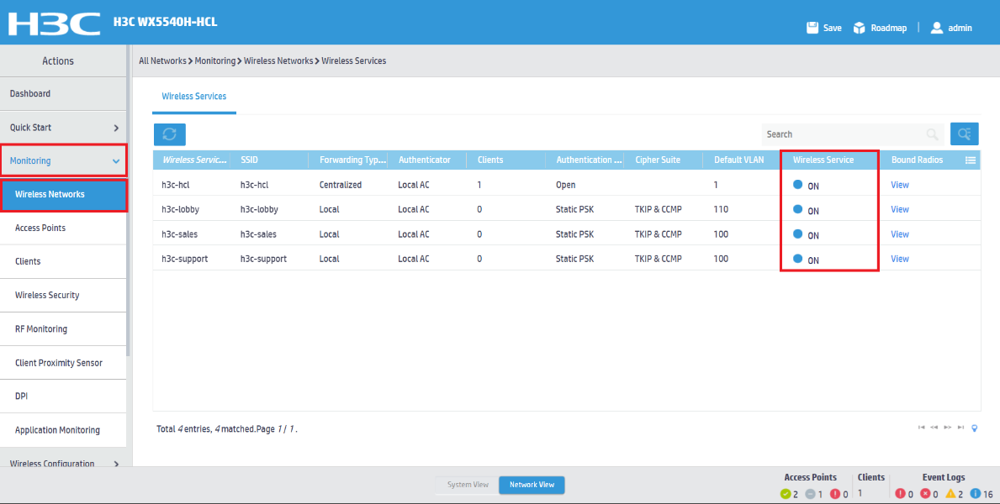 H3C H3C WX5540H-HCL
Save Roadmap | admin
Actions
All Networks > Monitoring > Wireless Networks > Wireless Services
Dashboard
Quick Start
Monitoring
Wireless Networks
Access Points
Clients
Wireless Security
RF Monitoring
Client Proximity Sensor
DPI
Application Monitoring
Wireless Configuration
Wireless Services
Search
Wireless Servic... SSID Forwarding Typ... Authenticator Clients Authentication ... Cipher Suite Default VLAN Wireless Service Bound Radios
h3c-hcl h3c-hcl Centralized Local AC 1 Open 1 ON View
h3c-lobby h3c-lobby Local Local AC 0 Static PSK TKIP & CCMP 110 ON View
h3c-sales h3c-sales Local Local AC 0 Static PSK TKIP & CCMP 100 ON View
h3c-support h3c-support Local Local AC 0 Static PSK TKIP & CCMP 100 ON View
Total 4 entries, 4 matched.Page 1 / 1 .
System View Network View
Access Points Clients Event Logs
2 1 0 1 0 0 2 16